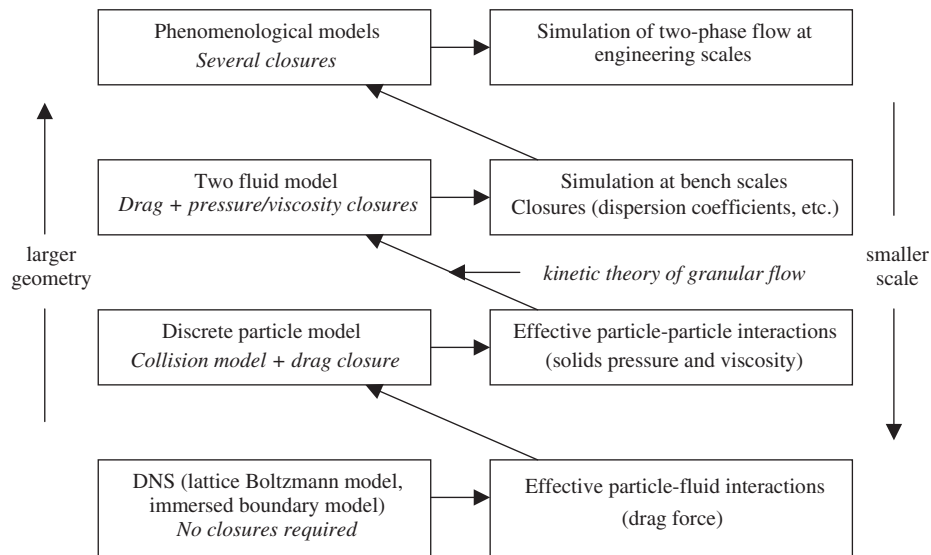 Phenomenological models
Several closures
Simulation of two-phase flow at
engineering scales
Two fluid model
Drag + pressure/viscosity closures
Simulation at bench scales
Closures (dispersion coefficients, etc.)
larger
geometry
kinetic theory of granular flow
smaller
scale
Discrete particle model
Collision model + drag closure
Effective particle-particle interactions
(solids pressure and viscosity)
DNS (lattice Boltzmann model,
immersed boundary model)
No closures required
Effective particle-fluid interactions
(drag force)